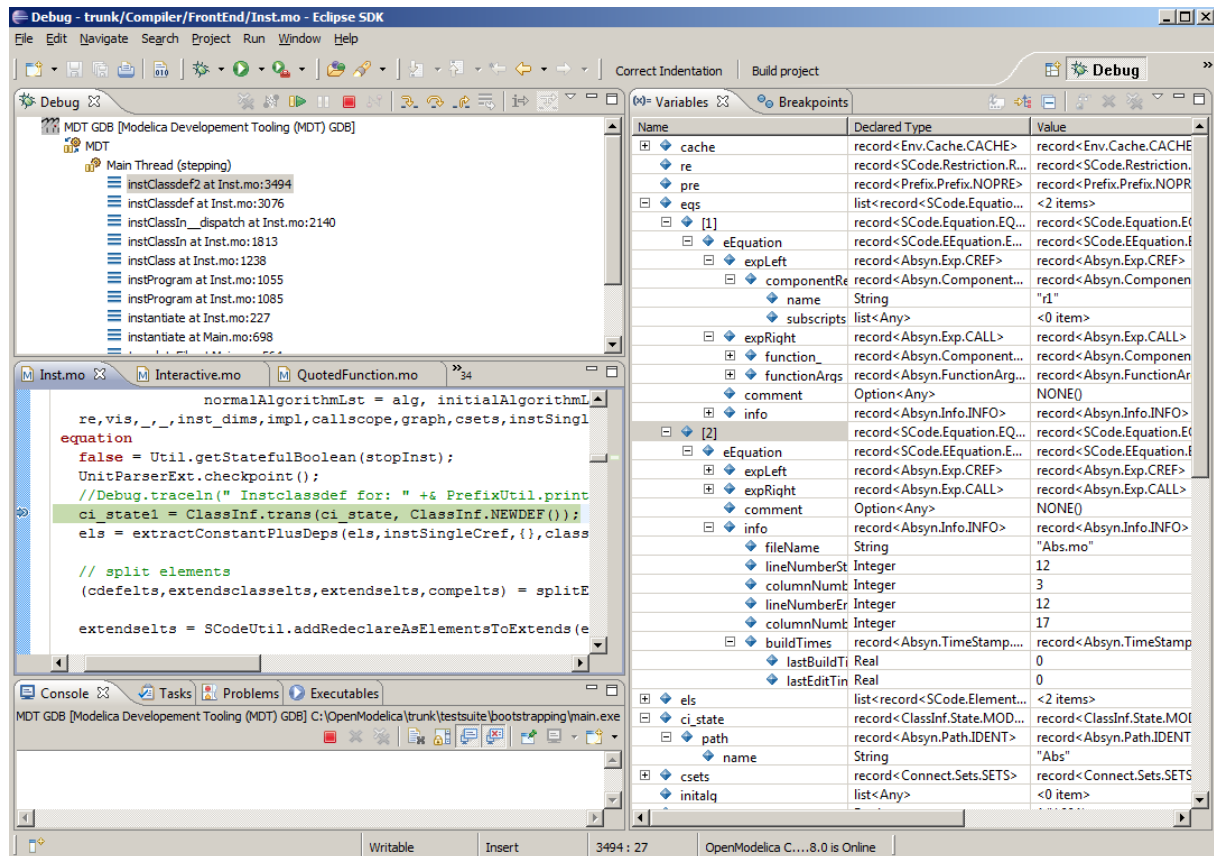 Debug - trunk/Compiler/FrontEnd/Inst.mo - Eclipse SDK
File Edit Navigate Search Project Run Window Help
Correct Indentation Build project Debug »
Debug
MDT GDB [Modelica Developement Tooling (MDT) GDB]
MDT
Main Thread (stepping)
instClassdef2 at Inst.mo:3494
instClassdef at Inst.mo:3076
instClassIn__dispatch at Inst.mo:2140
instClassIn at Inst.mo:1813
instClass at Inst.mo:1238
instProgram at Inst.mo:1055
instProgram at Inst.mo:1085
instantiate at Inst.mo:227
instantiate at Main.mo:698
Inst.mo Interactive.mo QuotedFunction.mo »34
normalAlgorithmLst = alg, initialAlgorithmL
re,vis,_,_,inst_dims,impl,callscope,graph,csets,instSingl
equation
false = Util.getStatefulBoolean(stopInst);
UnitParserExt.checkpoint();
//Debug.traceln(" Instclassdef for: " +& PrefixUtil.print
ci_state1 = ClassInf.trans(ci_state, ClassInf.NEWDEF());
els = extractConstantPlusDeps(els,instSingleCref,{},class
// split elements
(cdefelts,extendsclasselts,extendselts,compelts) = splitE
extendselts = SCodeUtil.addRedeclareAsElementsToExtends(e
Console Tasks Problems Executables
MDT GDB [Modelica Developement Tooling (MDT) GDB] C:\OpenModelica\trunk\testsuite\bootstrapping\main.exe
(x)= Variables Breakpoints
Name Declared Type Value
cache record<Env.Cache.CACHE> record<Env.Cache.CACHE
re record<SCode.Restriction.R... record<SCode.Restriction.
pre record<Prefix.Prefix.NOPRE> record<Prefix.Prefix.NOPR
eqs list<record<SCode.Equatio... <2 items>
[1] record<SCode.Equation.EQ... record<SCode.Equation.E(
eEquation record<SCode.EEquation.E... record<SCode.EEquation.E
expLeft record<Absyn.Exp.CREF> record<Absyn.Exp.CREF>
componentRe record<Absyn.Component... record<Absyn.Componen
name String "r1"
subscripts list<Any> <0 item>
expRight record<Absyn.Exp.CALL> record<Absyn.Exp.CALL>
function_ record<Absyn.Component... record<Absyn.Componen
functionArgs record<Absyn.FunctionArg... record<Absyn.FunctionAr
comment Option<Any> NONE()
info record<Absyn.Info.INFO> record<Absyn.Info.INFO>
[2] record<SCode.Equation.EQ... record<SCode.Equation.E(
eEquation record<SCode.EEquation.E... record<SCode.EEquation.E
expLeft record<Absyn.Exp.CREF> record<Absyn.Exp.CREF>
expRight record<Absyn.Exp.CALL> record<Absyn.Exp.CALL>
comment Option<Any> NONE()
info record<Absyn.Info.INFO> record<Absyn.Info.INFO>
fileName String "Abs.mo"
lineNumberSt Integer 12
columnNumb Integer 3
lineNumberEr Integer 12
columnNumb Integer 17
buildTimes record<Absyn.TimeStamp.... record<Absyn.TimeStamp
lastBuildTi Real 0
lastEditTin Real 0
els list<record<SCode.Element... <2 items>
ci_state record<ClassInf.State.MOD... record<ClassInf.State.MOI
path record<Absyn.Path.IDENT> record<Absyn.Path.IDENT
name String "Abs"
csets record<Connect.Sets.SETS> record<Connect.Sets.SETS
initalg list<Any> <0 item>
Writable Insert 3494 : 27 OpenModelica C....8.0 is Online